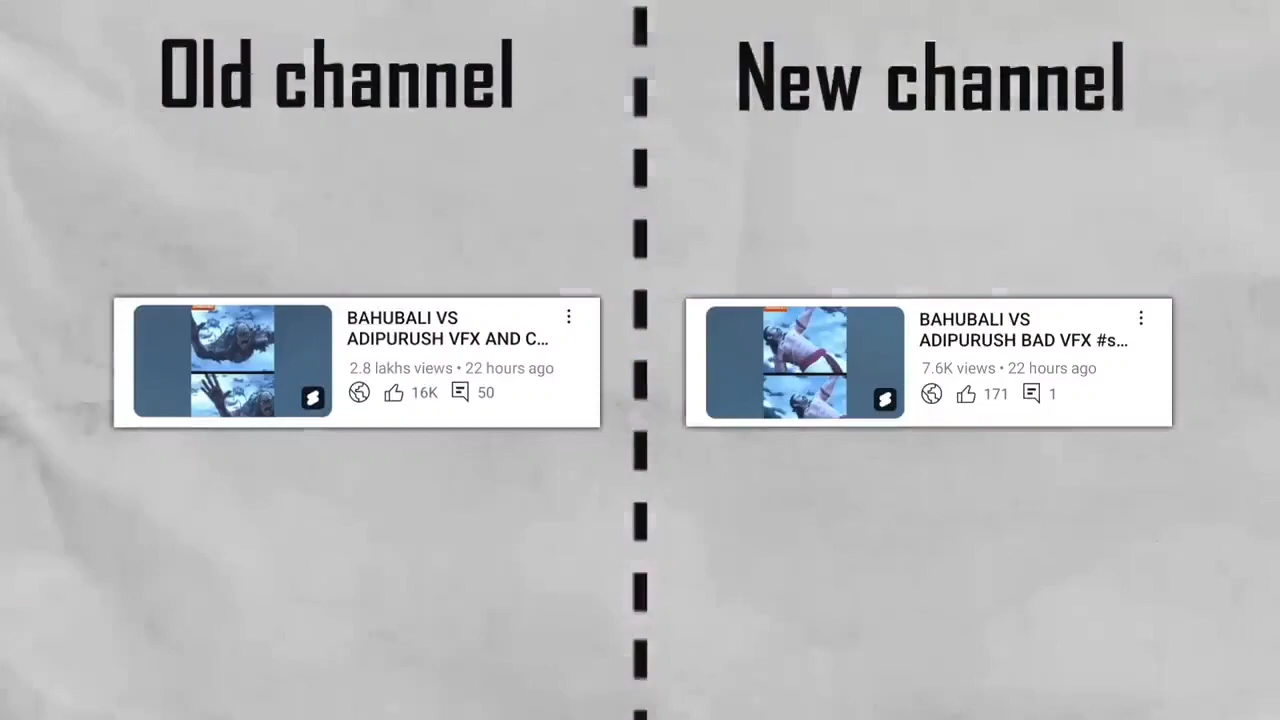 Old channel
New channel
BAHUBALI VS
ADIPURUSH VFX AND C...
2.8 lakhs views • 22 hours ago
16K
50
BAHUBALI VS
ADIPURUSH BAD VFX #s...
7.6K views • 22 hours ago
171
1